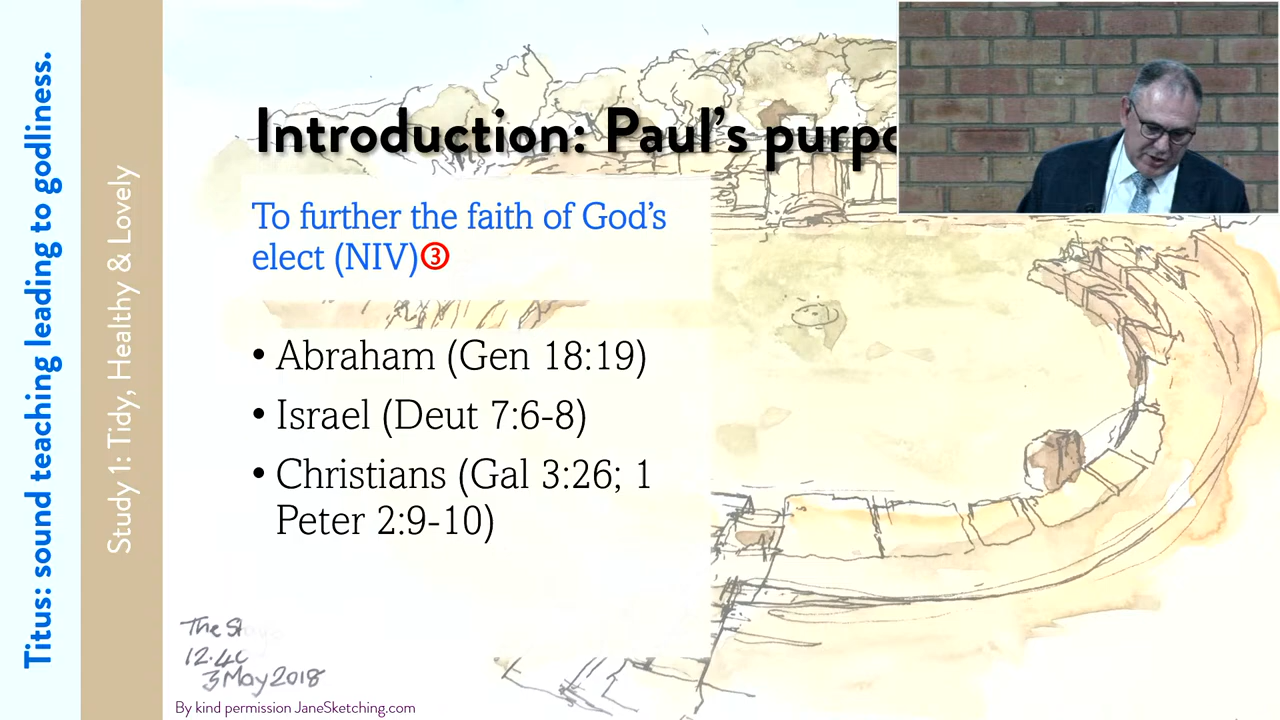 Titus: sound teaching leading to godliness.
Study 1: Tidy, Healthy & Lovely
Introduction: Paul's
To further the faith of God's
elect (NIV)③
• Abraham (Gen 18:19)
• Israel (Deut 7:6-8)
• Christians (Gal 3:26; 1
Peter 2:9-10)
The
3 May 2018
By kind permission JaneSketching.com